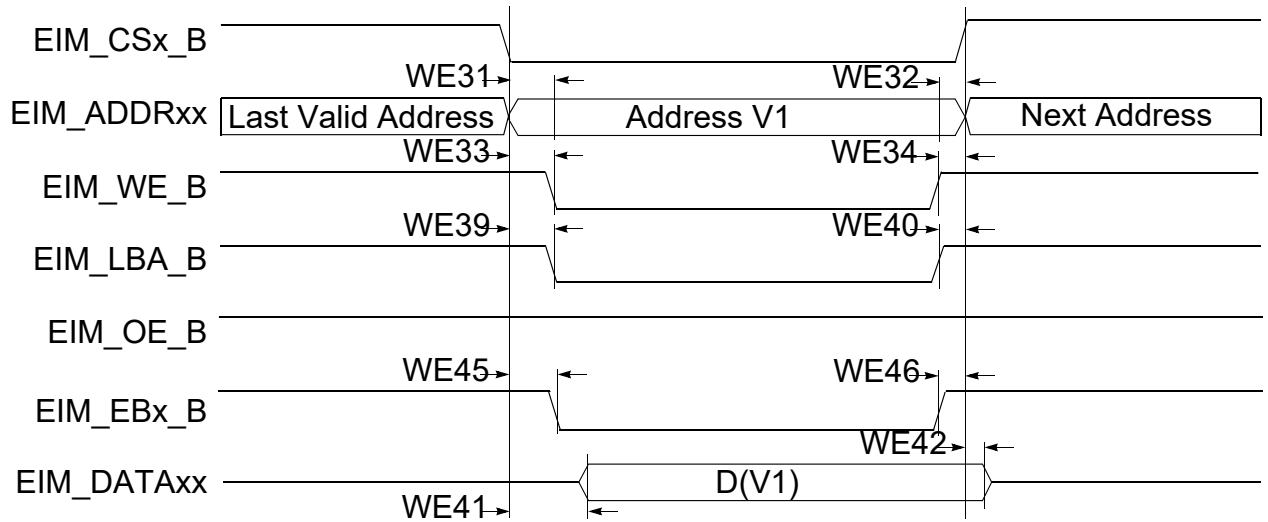 EIM_CSx_B
WE31 WE32
EIM_ADDRxx Last Valid Address Address V1 Next Address
WE33 WE34
EIM_WE_B
WE39 WE40
EIM_LBA_B
EIM_OE_B
WE45 WE46
EIM_EBx_B
WE42
EIM_DATAxx D(V1)
WE41